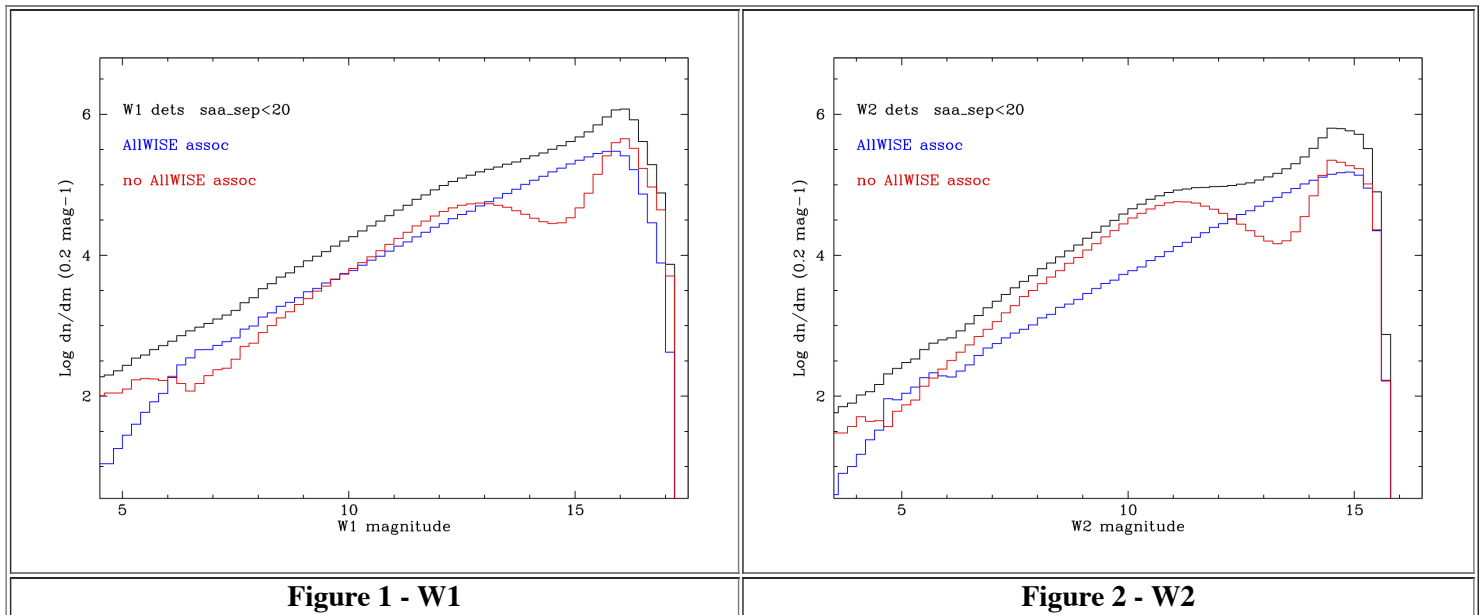 W1 dets saa_sep<20
AllWISE assoc
no AllWISE assoc
Log dn/dm (0.2 mag-1)
6
4
2
5 10 15
W1 magnitude
Figure 1 - W1
W2 dets saa_sep<20
AllWISE assoc
no AllWISE assoc
Log dn/dm (0.2 mag-1)
6
4
2
5 10 15
W2 magnitude
Figure 2 - W2